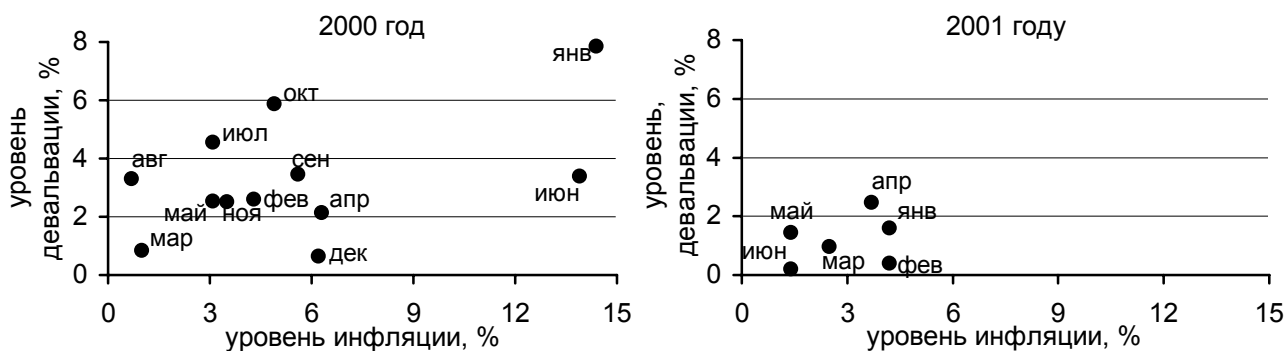 2000 год
уровень
девальвации, %
8
6
4
2
0
янв
окт
июл
авг
сен
июн
фев
апр
май
ноя
мар
дек
0 3 6 9 12 15
уровень инфляции, %
2001 году
уровень,
девальвации, %
8
6
4
2
0
апр
май
янв
июн
мар
фев
0 3 6 9 12 15
уровень инфляции, %